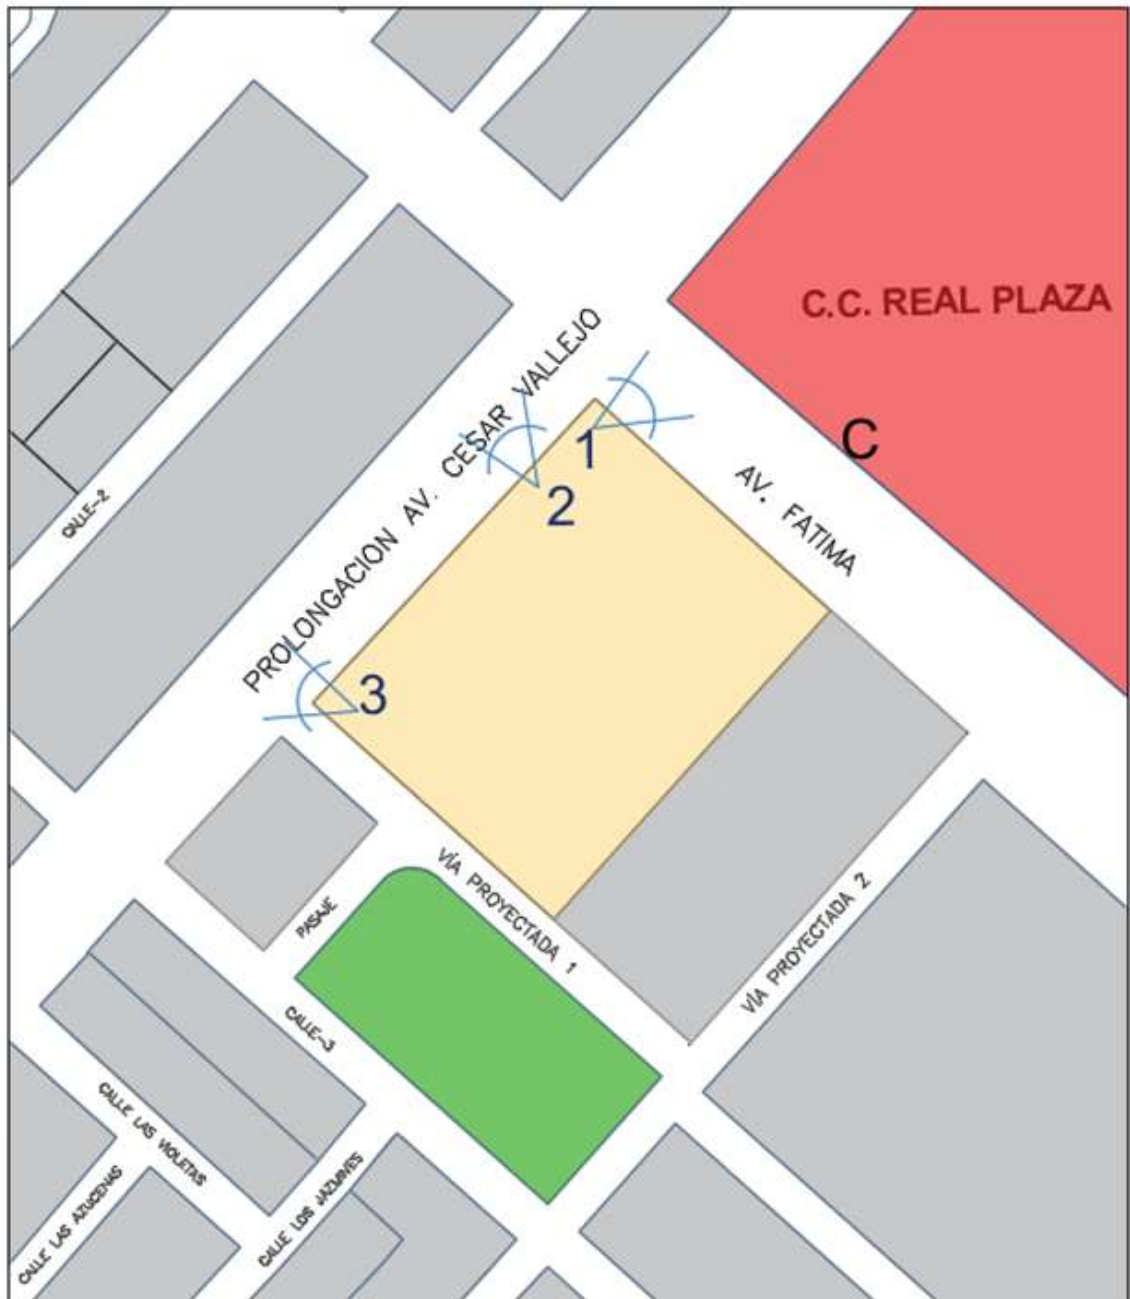 C.C. REAL PLAZA
PROLONGACION AV. CESAR VALLEJO
1
C
2
AV. FATIMA
CALLE-2
3
VÍA PROYECTADA 1
VÍA PROYECTADA 2
PASAJE
CALLE-3
CALLE LAS VIOLETAS
CALLE LAS AZUCENAS
CALLE LOS JAZMINES